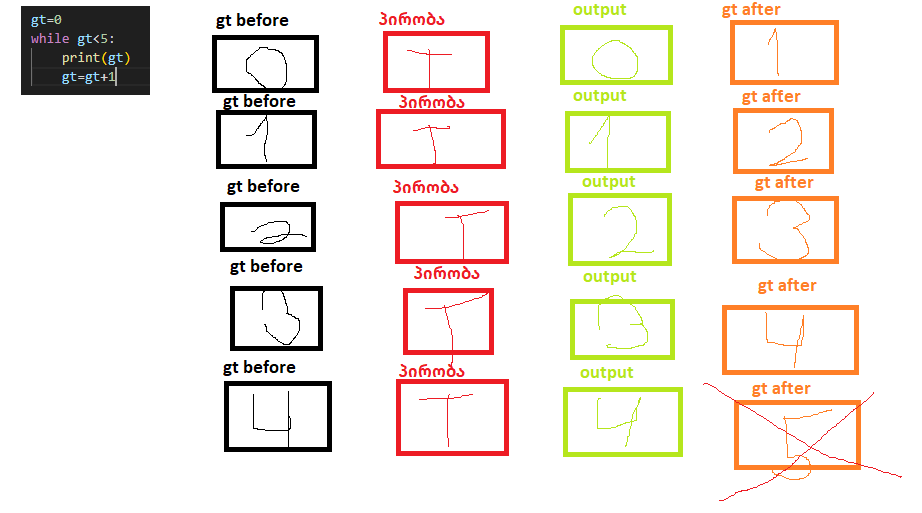 gt=0
while gt<5:
    print(gt)
    gt=gt+1
gt before პირობა output gt after
0 T 0 1
gt before პირობა output gt after
1 T 1 2
gt before პირობა output gt after
2 T 2 3
gt before პირობა output gt after
3 T 3 4
gt before პირობა output gt after
4 T 4 5